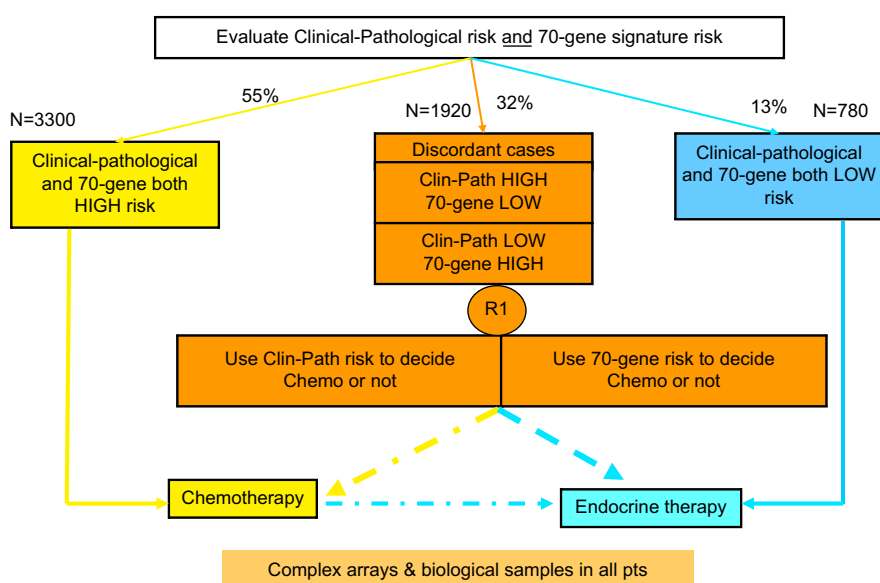 Evaluate Clinical-Pathological risk and 70-gene signature risk
55%
N=1920
32%
13%
N=780
N=3300
Clinical-pathological
and 70-gene both
HIGH risk
Discordant cases
Clin-Path HIGH
70-gene LOW
Clin-Path LOW
70-gene HIGH
Clinical-pathological
and 70-gene both LOW
risk
R1
Use Clin-Path risk to decide
Chemo or not
Use 70-gene risk to decide
Chemo or not
Chemotherapy
Endocrine therapy
Complex arrays & biological samples in all pts